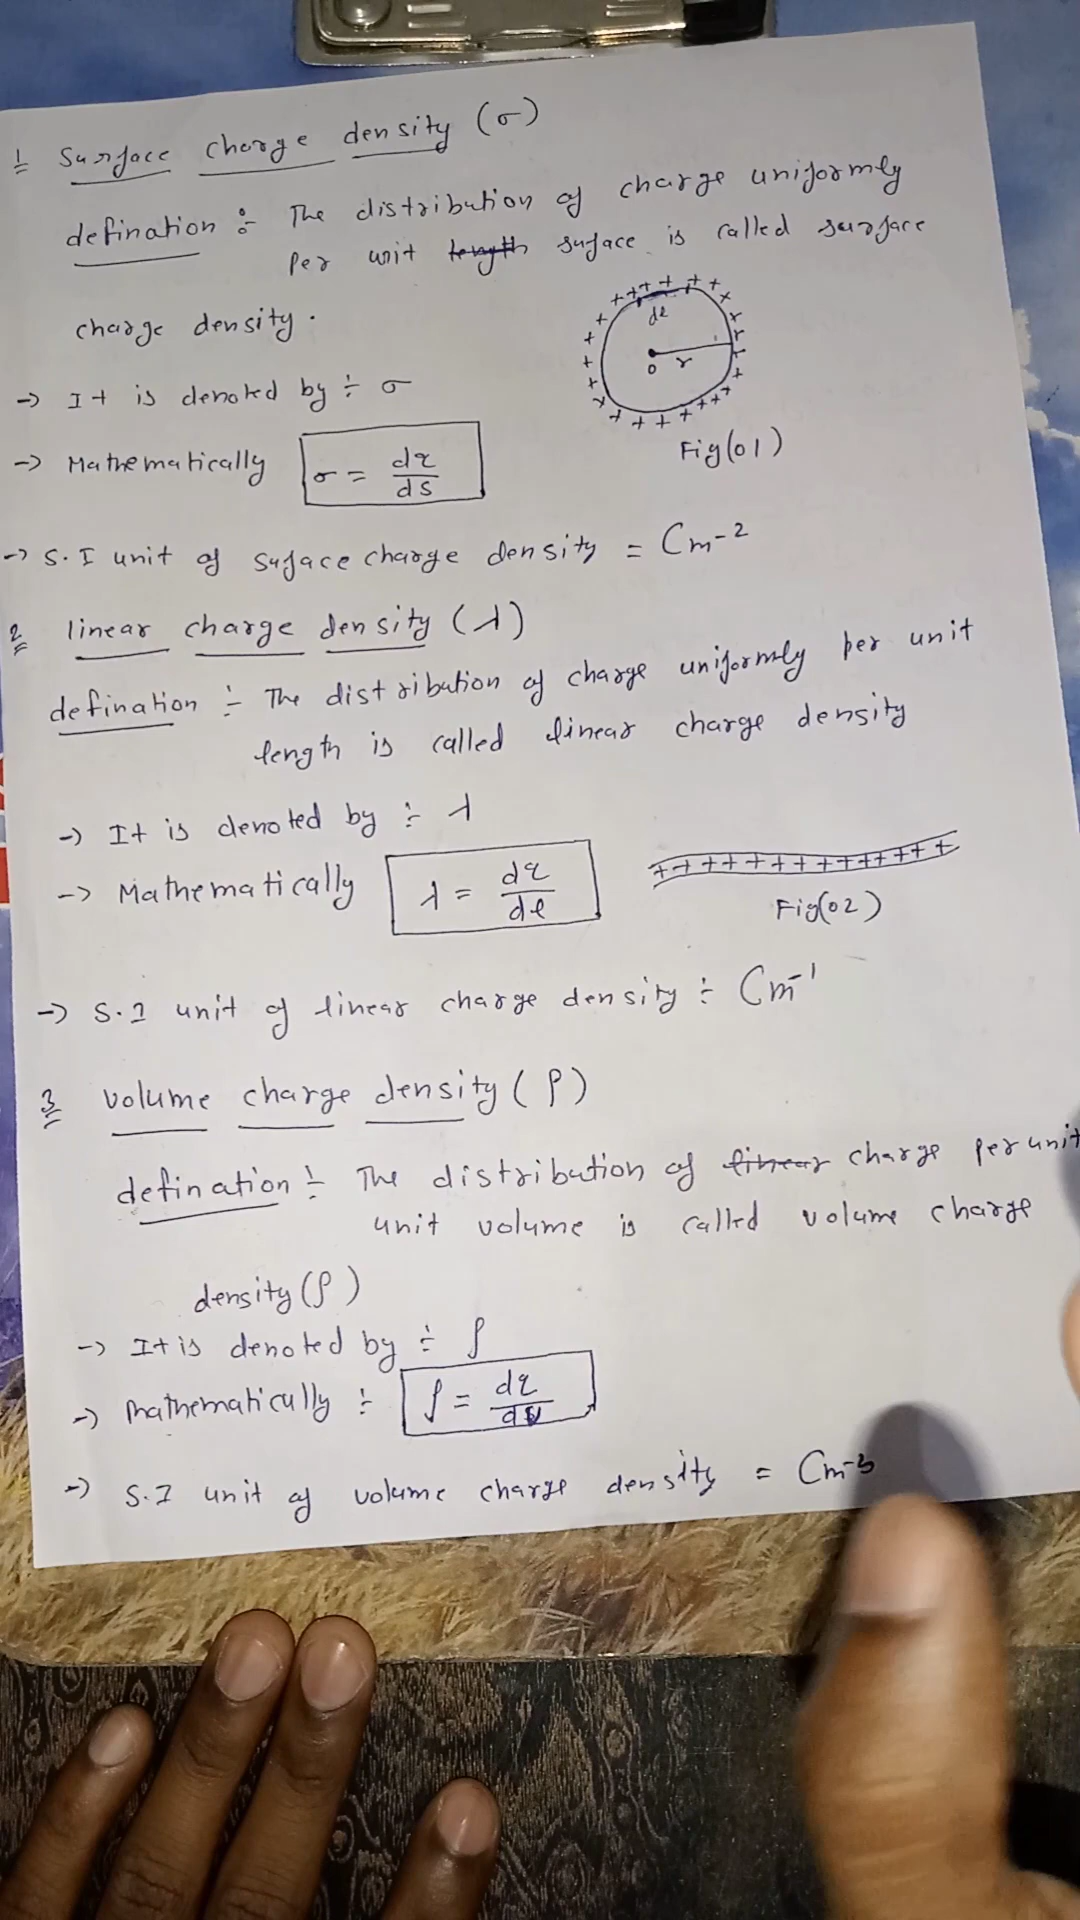 1 Surface charge density (σ)
defination : The distribution of charge uniformly
per unit length suface is called surface
charge density.
dl
o r
Fig(01)
-> It is denoted by ÷ σ
-> Mathematically σ = dq/ds
-> S.I unit of suface charge density = Cm-2
2 linear charge density (λ)
defination ÷ The distribution of charge uniformly per unit
length is called linear charge density
-> It is denoted by ÷ λ
-> Mathematically λ = dq/dl
Fig(02)
-> S.I unit of linear charge density ÷ Cm-1
3 volume charge density (ρ)
defination ÷ The distribution of linear charge per unit
unit volume is called volume charge
density (ρ)
-> It is denoted by ÷ ρ
-> Mathematically ÷ ρ = dq/dv
-> S.I unit of volume charge density = Cm-3